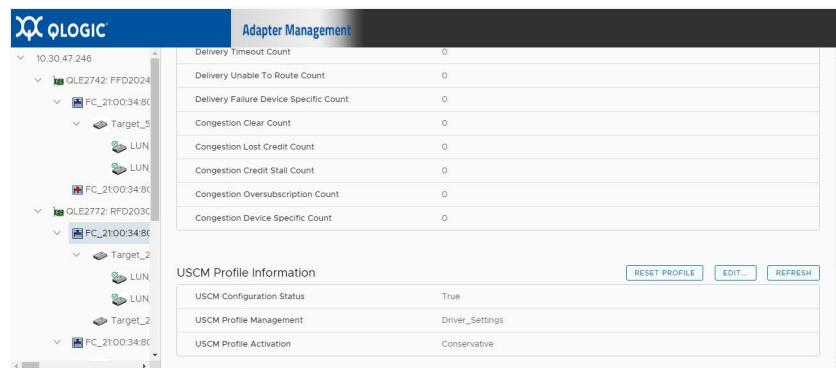 QLOGIC
Adapter Management
10.30.47.246
QLE2742: FFD2024
FC_21:00:34:80
Target_5
LUN
LUN
FC_21:00:34:80
QLE2772: RFD2030
FC_21:00:34:80
Target_2
LUN
LUN
Target_2
FC_21:00:34:80
Delivery Timeout Count 0
Delivery Unable To Route Count 0
Delivery Failure Device Specific Count 0
Congestion Clear Count 0
Congestion Lost Credit Count 0
Congestion Credit Stall Count 0
Congestion Oversubscription Count 0
Congestion Device Specific Count 0
USCM Profile Information
RESET PROFILE EDIT... REFRESH
USCM Configuration Status True
USCM Profile Management Driver_Settings
USCM Profile Activation Conservative